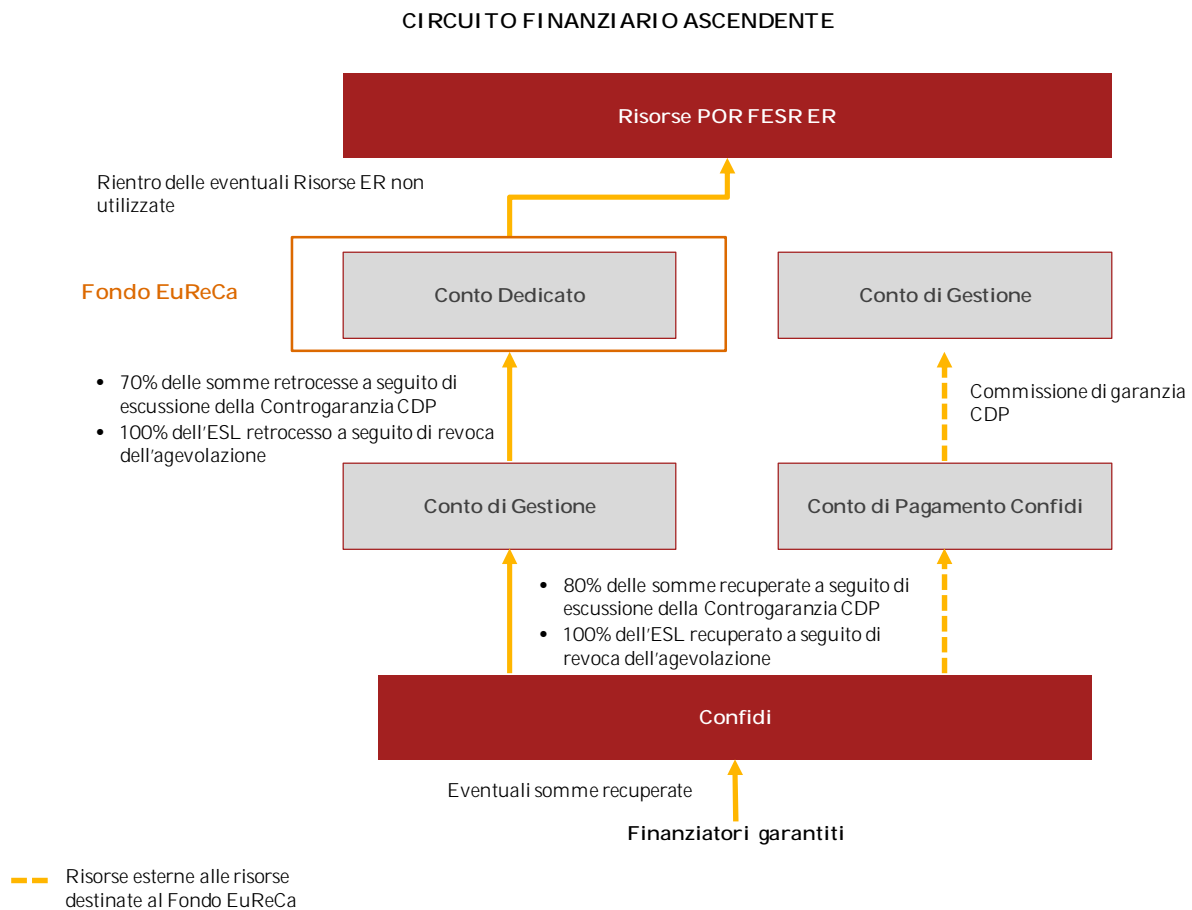 CIRCUITO FINANZIARIO ASCENDENTE
Risorse POR FESR ER
Rientro delle eventuali Risorse ER non
utilizzate
Fondo EuReCa
Conto Dedicato
Conto di Gestione
• 70% delle somme retrocesse a seguito di
escussione della Controgaranzia CDP
• 100% dell'ESL retrocesso a seguito di revoca
dell'agevolazione
Commissione di garanzia
CDP
Conto di Gestione
Conto di Pagamento Confidi
• 80% delle somme recuperate a seguito di
escussione della Controgaranzia CDP
• 100% dell'ESL recuperato a seguito di
revoca dell'agevolazione
Confidi
Eventuali somme recuperate
Finanziatori garantiti
Risorse esterne alle risorse
destinate al Fondo EuReCa